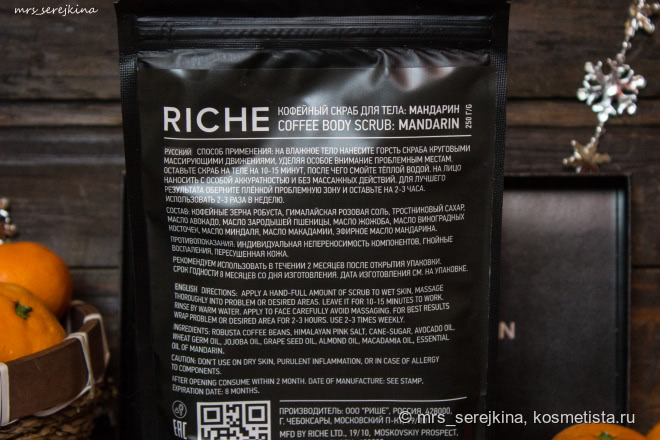 mrs_serejkina
RICHE
КОФЕЙНЫЙ СКРАБ ДЛЯ ТЕЛА: МАНДАРИН
COFFEE BODY SCRUB: MANDARIN
250 Г/G
РУССКИЙ СПОСОБ ПРИМЕНЕНИЯ: НА ВЛАЖНОЕ ТЕЛО НАНЕСИТЕ ГОРСТЬ СКРАБА КРУГОВЫМИ
МАССИРУЮЩИМИ ДВИЖЕНИЯМИ, УДЕЛЯЯ ОСОБОЕ ВНИМАНИЕ ПРОБЛЕМНЫМ МЕСТАМ.
ОСТАВЬТЕ СКРАБ НА ТЕЛЕ НА 10-15 МИНУТ, ПОСЛЕ ЧЕГО СМОЙТЕ ТЁПЛОЙ ВОДОЙ. НА ЛИЦО
НАНОСИТЬ С ОСОБОЙ АККУРАТНОСТЬЮ И БЕЗ МАССАЖНЫХ ДЕЙСТВИЙ. ДЛЯ ЛУЧШЕГО
РЕЗУЛЬТАТА ОБЕРНИТЕ ПЛЁНКОЙ ПРОБЛЕМНУЮ ЗОНУ И ОСТАВЬТЕ НА 2-3 ЧАСА.
ИСПОЛЬЗОВАТЬ 2-3 РАЗА В НЕДЕЛЮ.
СОСТАВ: КОФЕЙНЫЕ ЗЕРНА РОБУСТА, ГИМАЛАЙСКАЯ РОЗОВАЯ СОЛЬ, ТРОСТНИКОВЫЙ САХАР,
МАСЛО АВОКАДО, МАСЛО ЗАРОДЫШЕЙ ПШЕНИЦЫ, МАСЛО ЖОЖОБА, МАСЛО ВИНОГРАДНЫХ
КОСТОЧЕК, МАСЛО МИНДАЛЯ, МАСЛО МАКАДАМИИ, ЭФИРНОЕ МАСЛО МАНДАРИНА.
ПРОТИВОПОКАЗАНИЯ: ИНДИВИДУАЛЬНАЯ НЕПЕРЕНОСИМОСТЬ КОМПОНЕНТОВ, ГНОЙНЫЕ
ВОСПАЛЕНИЯ, ПЕРЕСУШЕННАЯ КОЖА.
РЕКОМЕНДУЕМ ИСПОЛЬЗОВАТЬ В ТЕЧЕНИИ 2 МЕСЯЦЕВ ПОСЛЕ ОТКРЫТИЯ УПАКОВКИ.
СРОК ГОДНОСТИ 8 МЕСЯЦЕВ СО ДНЯ ИЗГОТОВЛЕНИЯ. ДАТА ИЗГОТОВЛЕНИЯ СМ. НА УПАКОВКЕ.
ENGLISH DIRECTIONS: APPLY A HAND-FULL AMOUNT OF SCRUB TO WET SKIN, MASSAGE
THOROUGHLY INTO PROBLEM OR DESIRED AREAS. LEAVE IT FOR 10-15 MINUTES TO WORK.
RINSE BY WARM WATER. APPLY TO FACE CAREFULLY AVOID MASSAGING. FOR BEST RESULTS
WRAP PROBLEM OR DESIRED AREA FOR 2-3 HOURS. USE 2-3 TIMES WEEKLY.
INGREDIENTS: ROBUSTA COFFEE BEANS, HIMALAYAN PINK SALT, CANE-SUGAR, AVOCADO OIL,
WHEAT GERM OIL, JOJOBA OIL, GRAPE SEED OIL, ALMOND OIL, MACADAMIA OIL, ESSENTIAL
OIL OF MANDARIN.
CAUTION: DON'T USE ON DRY SKIN, PURULENT INFLAMMATION, OR IN CASE OF ALLERGY
TO COMPONENTS.
AFTER OPENING CONSUME WITHIN 2 MONTH. DATE OF MANUFACTURE: SEE STAMP,
EXPIRATION DATE: 8 MONTHS.
EAC
ПРОИЗВОДИТЕЛЬ: ООО "РИШЕ", РОССИЯ, 428000,
Г. ЧЕБОКСАРЫ, МОСКОВСКИЙ П-КТ, 19/
MFD BY RICHE LTD., 19/10, MOSKOVSKIY PROSPECT,
N
© mrs_serejkina, kosmetista.ru